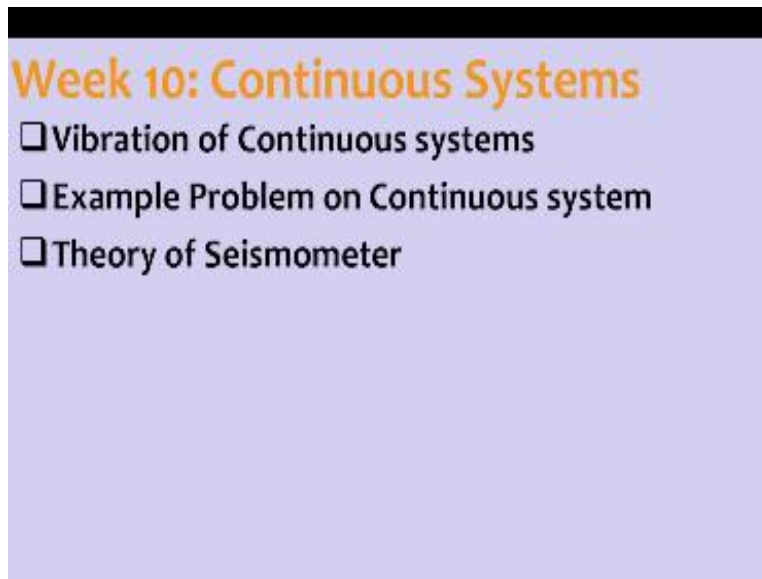 Week 10: Continuous Systems
❑Vibration of Continuous systems
❑Example Problem on Continuous system
❑Theory of Seismometer